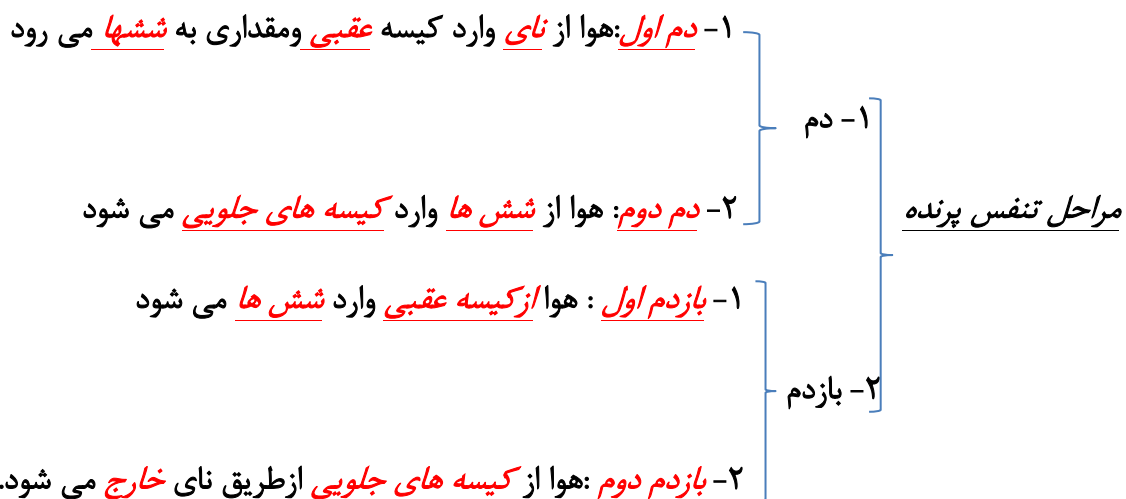 مراحل تنفس پرنده
۱- دم
۱- دم اول:هوا از نای وارد کیسه عقبی ومقداری به ششها می رود
۲- دم دوم: هوا از شش ها وارد کیسه های جلویی می شود
۲- بازدم
۱- بازدم اول : هوا ازکیسه عقبی وارد شش ها می شود
۲- بازدم دوم :هوا از کیسه های جلویی ازطریق نای خارج می شود.